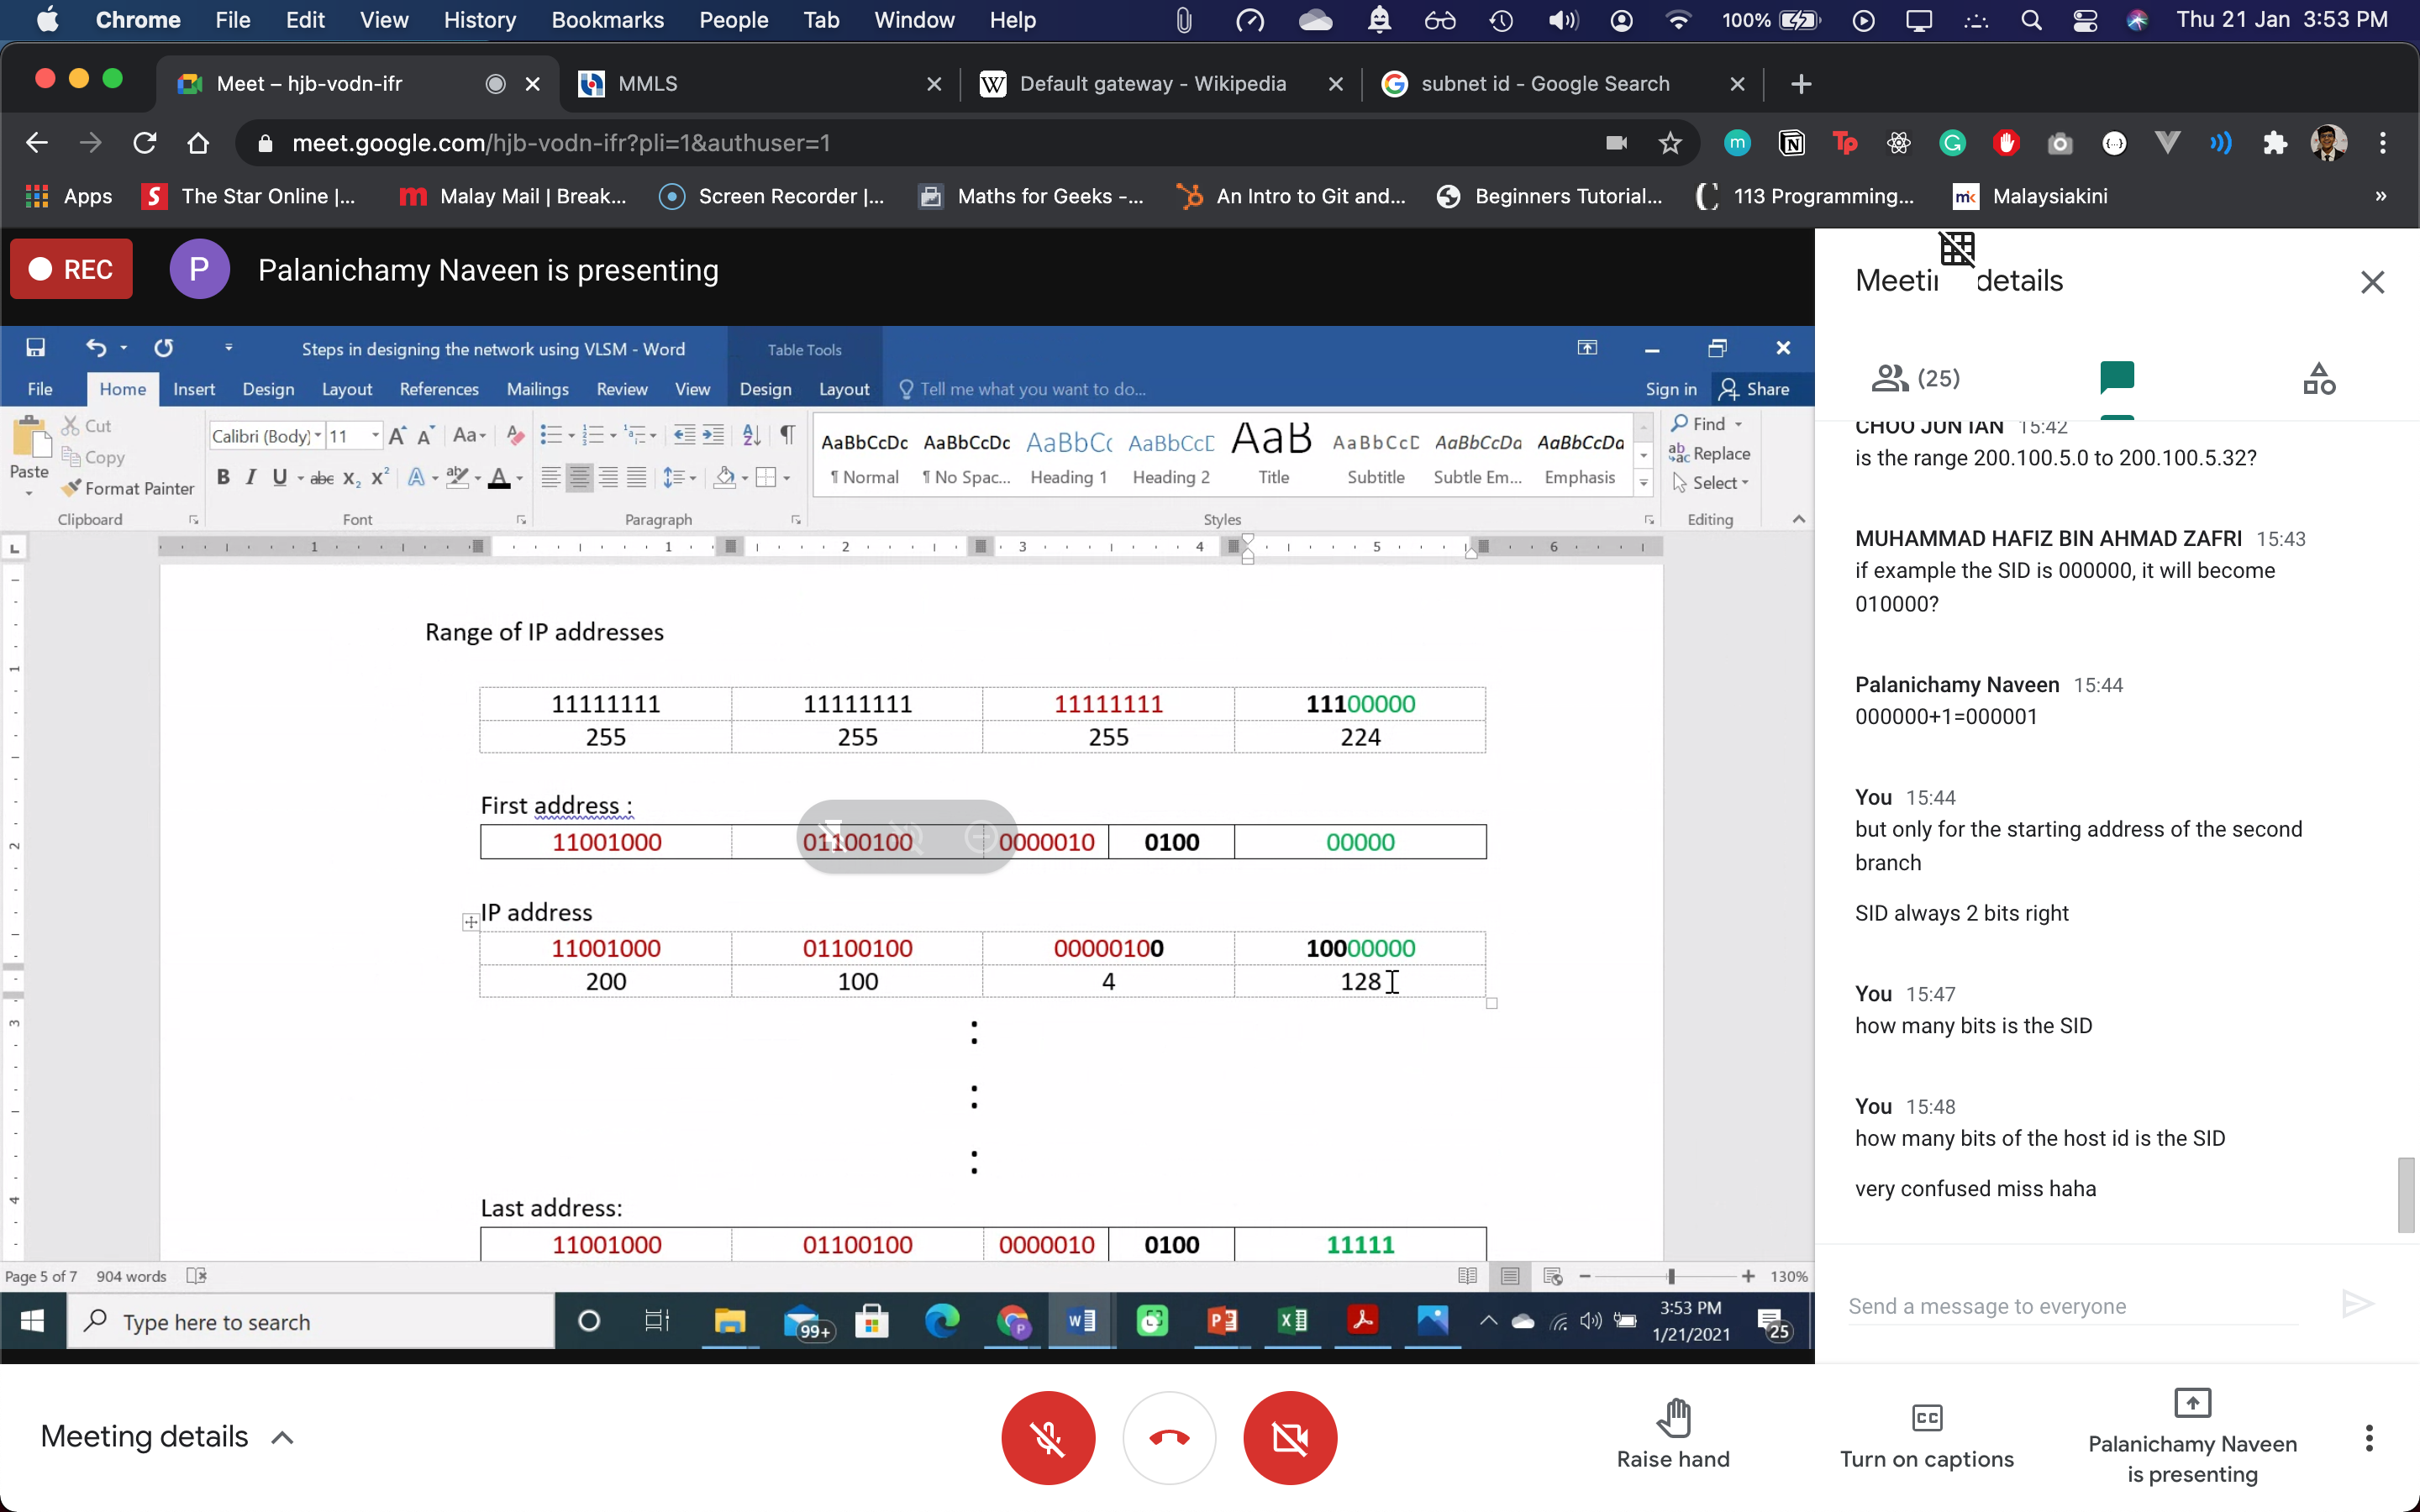 Chrome File Edit View History Bookmarks People Tab Window Help 100% Thu 21 Jan 3:53 PM
Meet – hjb-vodn-ifr MMLS Default gateway - Wikipedia subnet id - Google Search
meet.google.com/hjb-vodn-ifr?pli=1&authuser=1
Apps The Star Online |... Malay Mail | Break... Screen Recorder |... Maths for Geeks -... An Intro to Git and... Beginners Tutorial... 113 Programming... Malaysiakini »
REC P Palanichamy Naveen is presenting
Steps in designing the network using VLSM - Word Table Tools
File Home Insert Design Layout References Mailings Review View Design Layout Tell me what you want to do... Sign in Share
Paste Cut Copy Format Painter Clipboard
Calibri (Body) 11 Aa
B I U abc X₂ X² A A
Font
Paragraph
AaBbCcDc AaBbCcDc AaBbCc AaBbCcD AaB AaBbCcD AaBbCcDa AaBbCcDa
¶ Normal ¶ No Spac... Heading 1 Heading 2 Title Subtitle Subtle Em... Emphasis
Styles
Find
Replace
Select
Editing
1 1 2 3 4 5 6
Range of IP addresses
11111111 11111111 11111111 11100000
255 255 255 224
First address :
11001000 01100100 0000010 0100 00000
IP address
11001000 01100100 00000100 10000000
200 100 4 128
:
:
:
Last address:
11001000 01100100 0000010 0100 11111
Page 5 of 7 904 words 130%
Type here to search 99+ 3:53 PM
1/21/2021 25
details
(25)
CHOO JUN IAN 15:42
is the range 200.100.5.0 to 200.100.5.32?
MUHAMMAD HAFIZ BIN AHMAD ZAFRI 15:43
if example the SID is 000000, it will become
010000?
Palanichamy Naveen 15:44
000000+1=000001
You 15:44
but only for the starting address of the second
branch
SID always 2 bits right
You 15:47
how many bits is the SID
You 15:48
how many bits of the host id is the SID
very confused miss haha
Send a message to everyone
Meeting details
Raise hand
Turn on captions
Palanichamy Naveen
is presenting